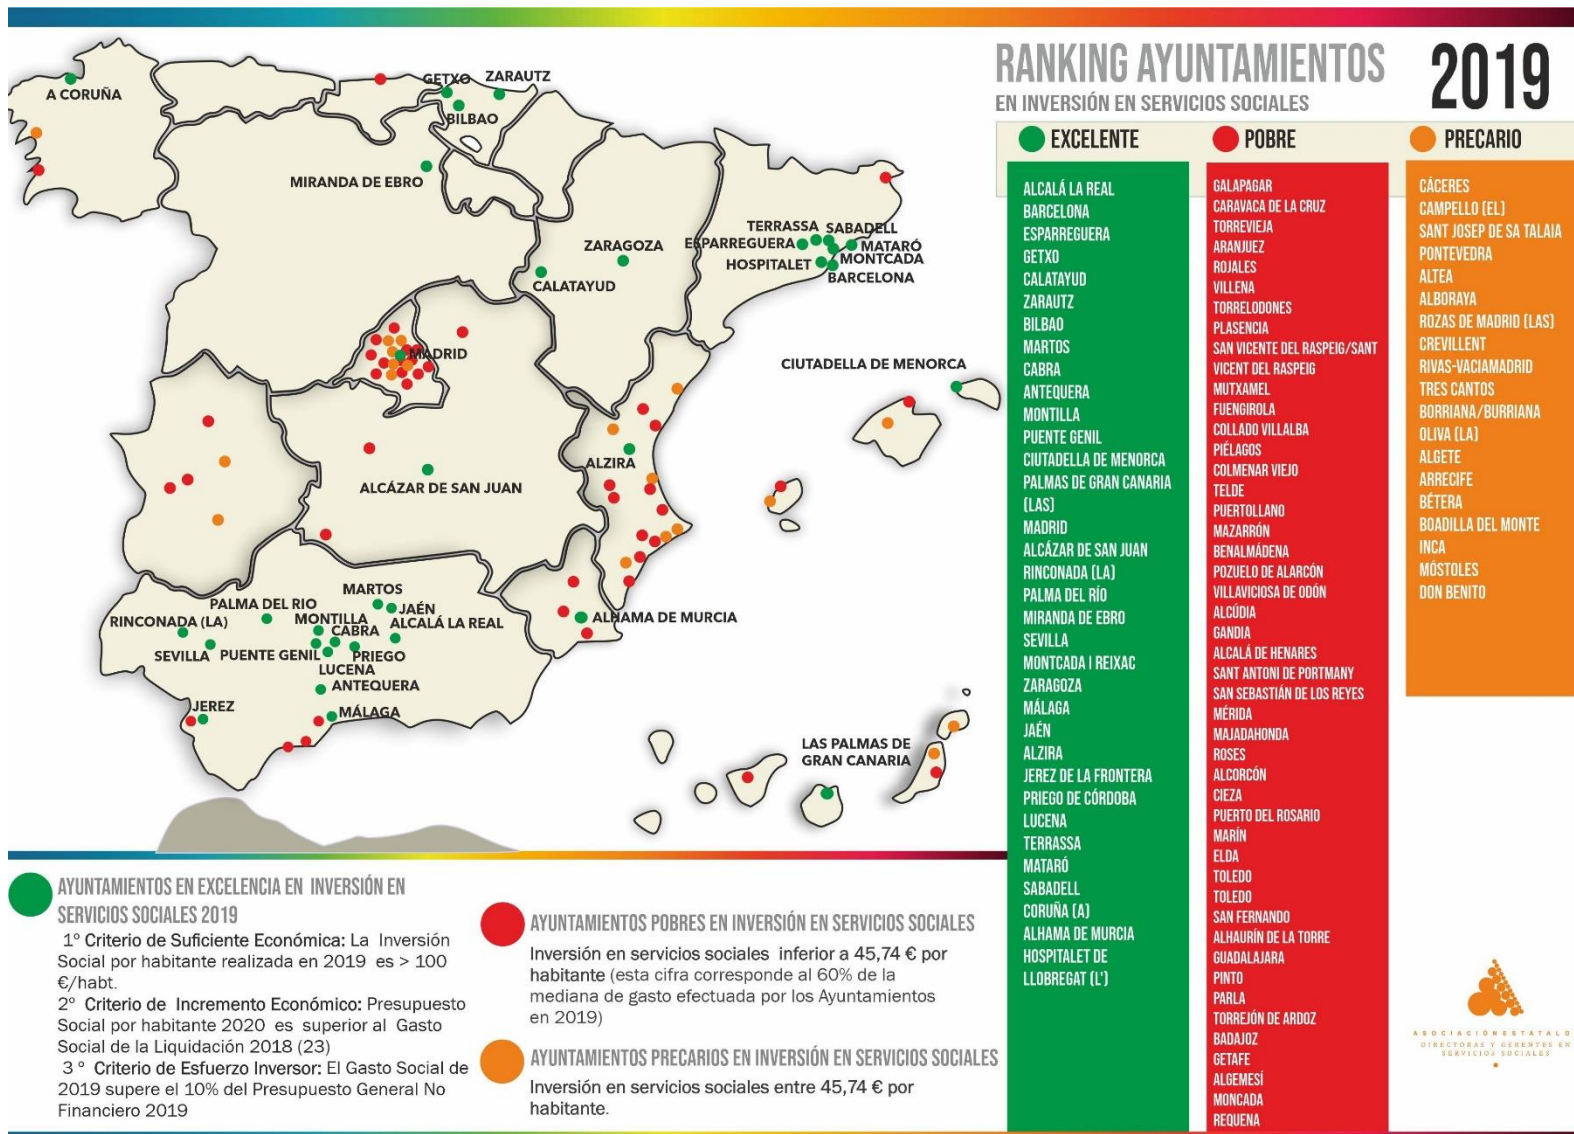 RANKING AYUNTAMIENTOS
2019
EN INVERSIÓN EN SERVICIOS SOCIALES
EXCELENTE
POBRE
PRECARIO
A CORUÑA
GETXO
ZARAUTZ
BILBAO
MIRANDA DE EBRO
TERRASSA
SABADELL
ESPARREGUERA
MATARÓ
ZARAGOZA
HOSPITALET
MONTCADA
BARCELONA
CALATAYUD
MADRID
CIUTADELLA DE MENORCA
ALZIRA
ALCÁZAR DE SAN JUAN
MARTOS
PALMA DEL RIO
JAÉN
RINCONADA (LA)
MONTILLA
ALCALÁ LA REAL
CABRA
ALHAMA DE MURCIA
SEVILLA
PUENTE GENIL
PRIEGO
LUCENA
ANTEQUERA
JEREZ
MÁLAGA
LAS PALMAS DE
GRAN CANARIA
ALCALÁ LA REAL
BARCELONA
ESPARREGUERA
GETXO
CALATAYUD
ZARAUTZ
BILBAO
MARTOS
CABRA
ANTEQUERA
MONTILLA
PUENTE GENIL
CIUTADELLA DE MENORCA
PALMAS DE GRAN CANARIA
(LAS)
MADRID
ALCÁZAR DE SAN JUAN
RINCONADA (LA)
PALMA DEL RÍO
MIRANDA DE EBRO
SEVILLA
MONTCADA I REIXAC
ZARAGOZA
MÁLAGA
JAÉN
ALZIRA
JEREZ DE LA FRONTERA
PRIEGO DE CÓRDOBA
LUCENA
TERRASSA
MATARÓ
SABADELL
CORUÑA (A)
ALHAMA DE MURCIA
HOSPITALET DE
LLOBREGAT (L')
GALAPAGAR
CARAVACA DE LA CRUZ
TORREVIEJA
ARANJUEZ
ROJALES
VILLENA
TORRELODONES
PLASENCIA
SAN VICENTE DEL RASPEIG/SANT
VICENT DEL RASPEIG
MUTXAMEL
FUENGIROLA
COLLADO VILLALBA
PIÉLAGOS
COLMENAR VIEJO
TELDE
PUERTOLLANO
MAZARRÓN
BENALMÁDENA
POZUELO DE ALARCÓN
VILLAVICIOSA DE ODÓN
ALCÚDIA
GANDIA
ALCALÁ DE HENARES
SANT ANTONI DE PORTMANY
SAN SEBASTIÁN DE LOS REYES
MÉRIDA
MAJADAHONDA
ROSES
ALCORCÓN
CIEZA
PUERTO DEL ROSARIO
MARÍN
ELDA
TOLEDO
TOLEDO
SAN FERNANDO
ALHAURÍN DE LA TORRE
GUADALAJARA
PINTO
PARLA
TORREJÓN DE ARDOZ
BADAJOZ
GETAFE
ALGEMESÍ
MONCADA
REQUENA
CÁCERES
CAMPELLO (EL)
SANT JOSEP DE SA TALAIA
PONTEVEDRA
ALTEA
ALBORAYA
ROZAS DE MADRID (LAS)
CREVILLENT
RIVAS-VACIAMADRID
TRES CANTOS
BORRIANA/BURRIANA
OLIVA (LA)
ALGETE
ARRECIFE
BÉTERA
BOADILLA DEL MONTE
INCA
MÓSTOLES
DON BENITO
AYUNTAMIENTOS EN EXCELENCIA EN INVERSIÓN EN
SERVICIOS SOCIALES 2019
1º Criterio de Suficiente Económica: La Inversión
Social por habitante realizada en 2019 es > 100
€/habt.
2º Criterio de Incremento Económico: Presupuesto
Social por habitante 2020 es superior al Gasto
Social de la Liquidación 2018 (23)
3 º Criterio de Esfuerzo Inversor: El Gasto Social de
2019 supere el 10% del Presupuesto General No
Financiero 2019
AYUNTAMIENTOS POBRES EN INVERSIÓN EN SERVICIOS SOCIALES
Inversión en servicios sociales inferior a 45,74 € por
habitante (esta cifra corresponde al 60% de la
mediana de gasto efectuada por los Ayuntamientos
en 2019)
AYUNTAMIENTOS PRECARIOS EN INVERSIÓN EN SERVICIOS SOCIALES
Inversión en servicios sociales entre 45,74 € por
habitante.
ASOCIACIÓN ESTATAL D
DIRECTORAS Y GERENTES EN
SERVICIOS SOCIALES